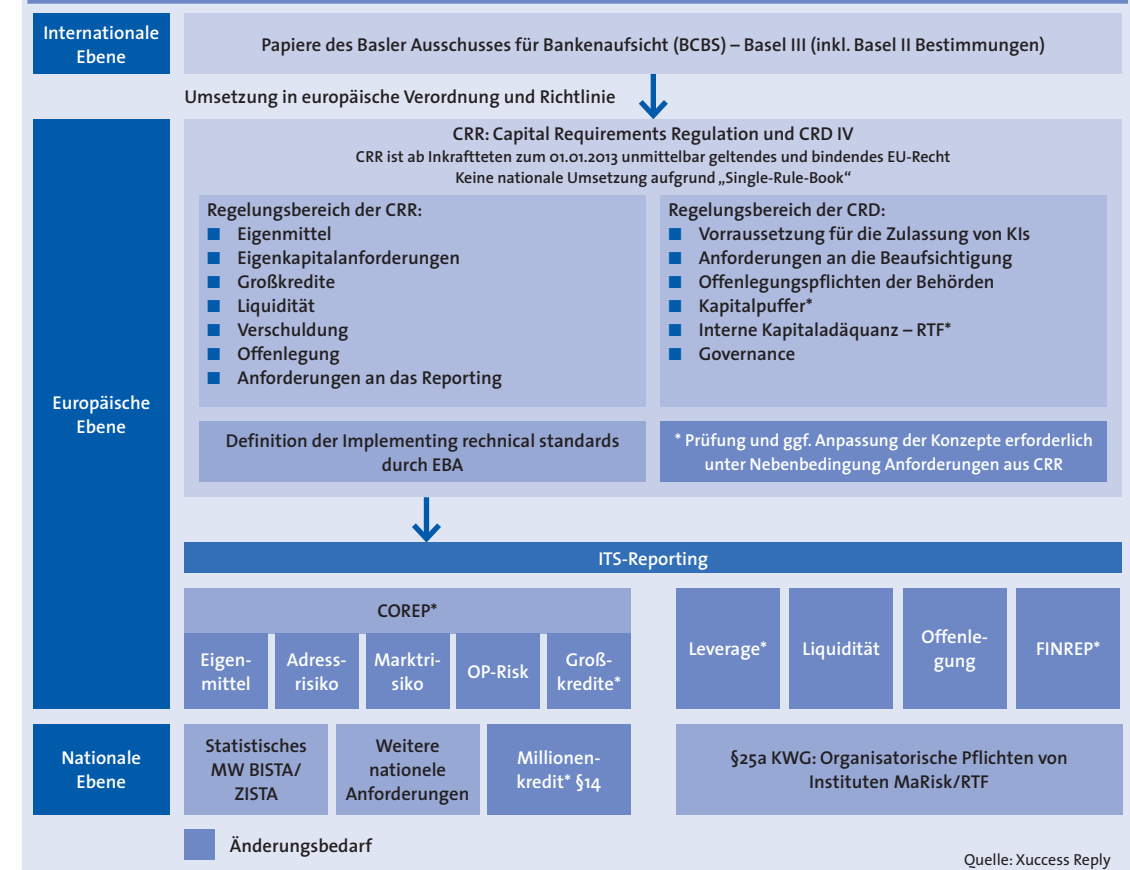 Internationale
Ebene
Papiere des Basler Ausschusses für Bankenaufsicht (BCBS) – Basel III (inkl. Basel II Bestimmungen)
Umsetzung in europäische Verordnung und Richtlinie
Europäische
Ebene
CRR: Capital Requirements Regulation und CRD IV
CRR ist ab Inkraftteten zum 01.01.2013 unmittelbar geltendes und bindendes EU-Recht
Keine nationale Umsetzung aufgrund „Single-Rule-Book“
Regelungsbereich der CRR:
Eigenmittel
Eigenkapitalanforderungen
Großkredite
Liquidität
Verschuldung
Offenlegung
Anforderungen an das Reporting
Regelungsbereich der CRD:
Vorraussetzung für die Zulassung von KIs
Anforderungen an die Beaufsichtigung
Offenlegungspflichten der Behörden
Kapitalpuffer*
Interne Kapitaladäquanz – RTF*
Governance
Definition der Implementing rechnical standards
durch EBA
* Prüfung und ggf. Anpassung der Konzepte erforderlich
unter Nebenbedingung Anforderungen aus CRR
ITS-Reporting
COREP*
Eigen-
mittel
Adress-
risiko
Marktri-
siko
OP-Risk
Groß-
kredite*
Leverage*
Liquidität
Offenle-
gung
FINREP*
Nationale
Ebene
Statistisches
MW BISTA/
ZISTA
Weitere
nationele
Anforderungen
Millionen-
kredit* §14
§25a KWG: Organisatorische Pflichten von
Instituten MaRisk/RTF
Änderungsbedarf
Quelle: Xuccess Reply